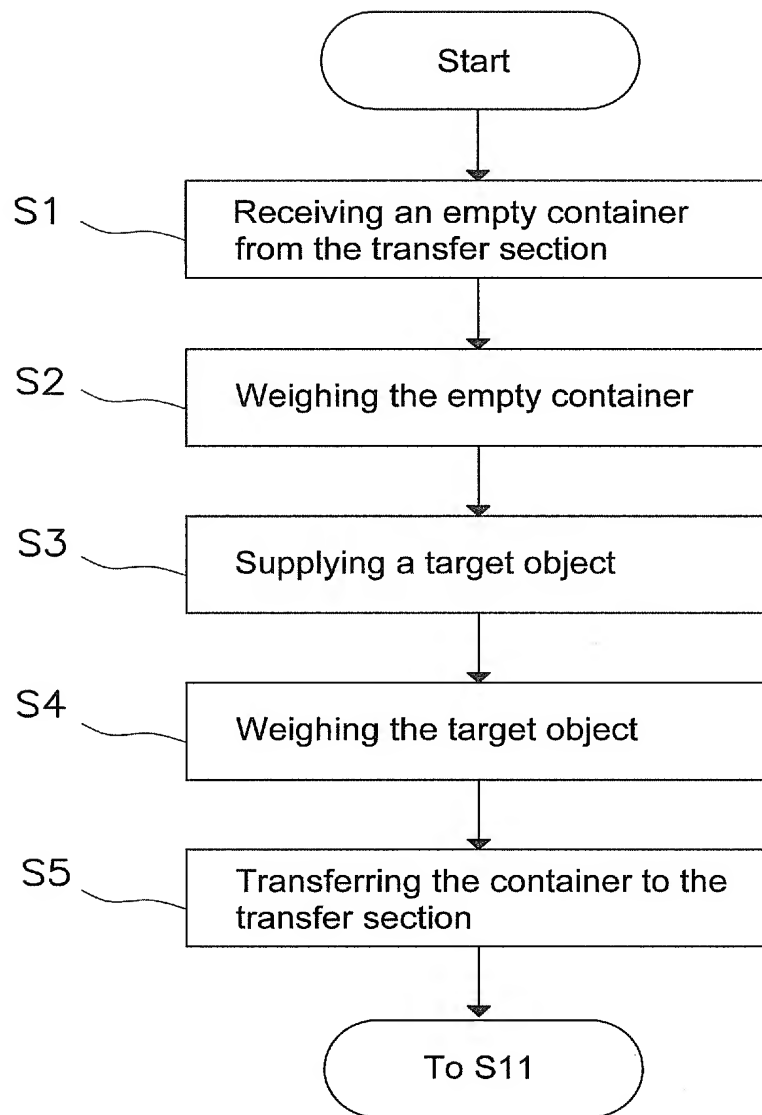 Start
S1
Receiving an empty container
from the transfer section
S2
Weighing the empty container
S3
Supplying a target object
S4
Weighing the target object
S5
Transferring the container to the
transfer section
To S11